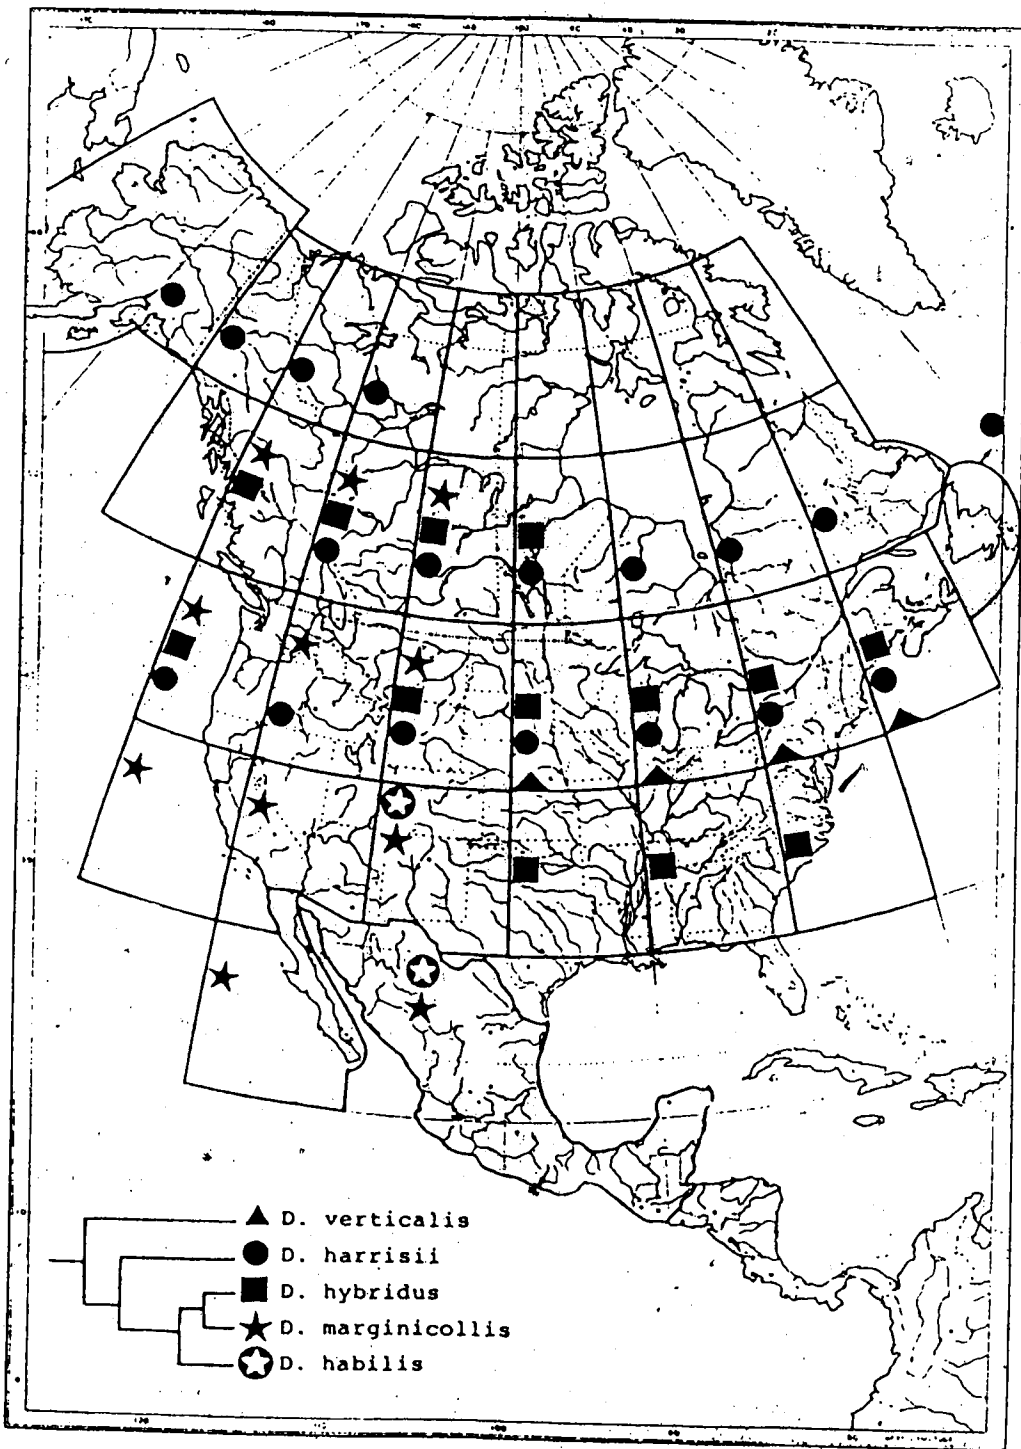 D. verticalis
D. harrisii
D. hybridus
D. marginicollis
D. habilis